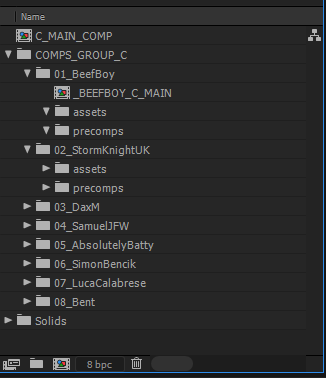 Name
C_MAIN_COMP
COMPS_GROUP_C
01_BeefBoy
_BEEFBOY_C_MAIN
assets
precomps
02_StormKnightUK
assets
precomps
03_DaxM
04_SamuelJFW
05_AbsolutelyBatty
06_SimonBencik
07_LucaCalabrese
08_Bent
Solids
8 bpc